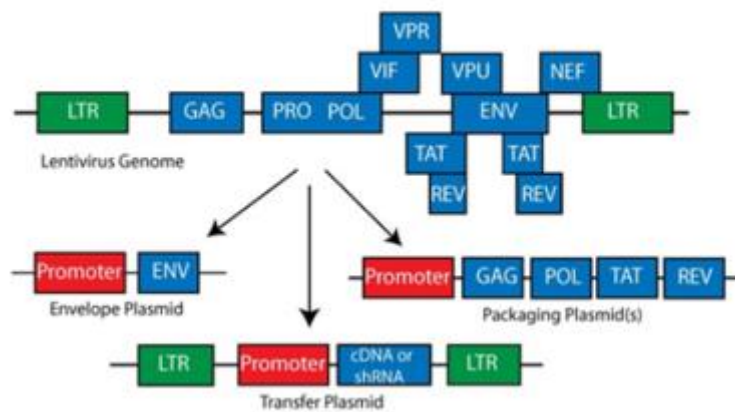 VPR
VIF VPU NEF
LTR GAG PRO POL ENV LTR
Lentivirus Genome
TAT TAT
REV REV
Promoter ENV
Envelope Plasmid
Promoter GAG POL TAT REV
Packaging Plasmid(s)
LTR Promoter cDNA or shRNA LTR
Transfer Plasmid